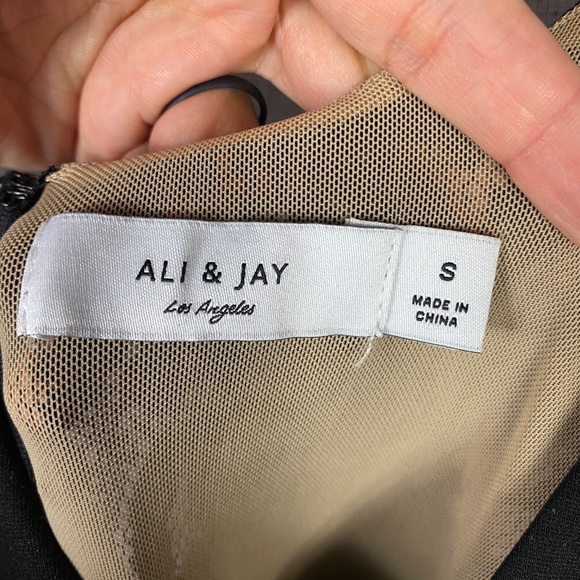 ALI & JAY
Los Angeles
S
MADE IN
CHINA